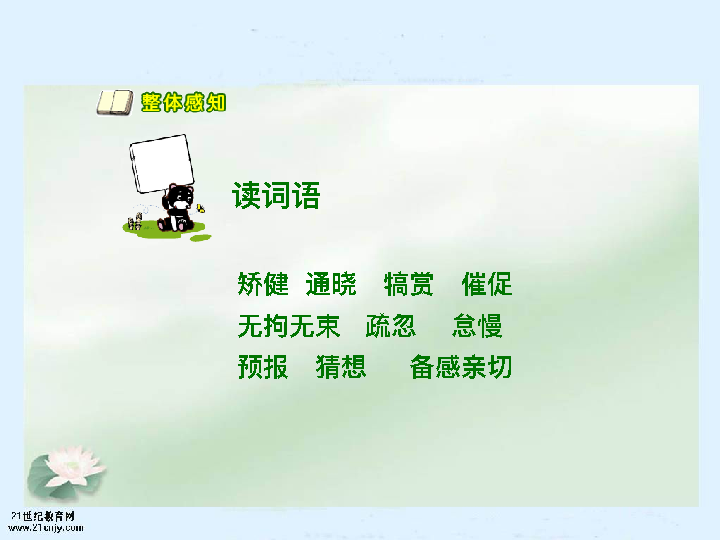 整体感知
读词语
矫健 通晓 犒赏 催促
无拘无束 疏忽 怠慢
预报 猜想 备感亲切
21世纪教育网
www.21cnjy.com